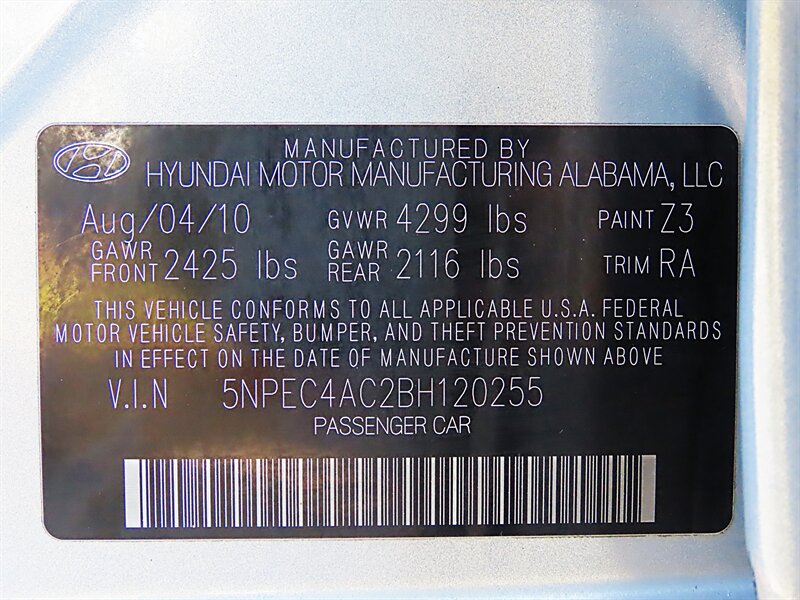 MANUFACTURED BY
HYUNDAI MOTOR MANUFACTURING ALABAMA, LLC
Aug/04/10 GVWR 4299 lbs PAINT Z3
GAWR FRONT 2425 lbs GAWR REAR 2116 lbs TRIM RA
THIS VEHICLE CONFORMS TO ALL APPLICABLE U.S.A. FEDERAL
MOTOR VEHICLE SAFETY, BUMPER, AND THEFT PREVENTION STANDARDS
IN EFFECT ON THE DATE OF MANUFACTURE SHOWN ABOVE
V.I.N 5NPEC4AC2BH120255
PASSENGER CAR